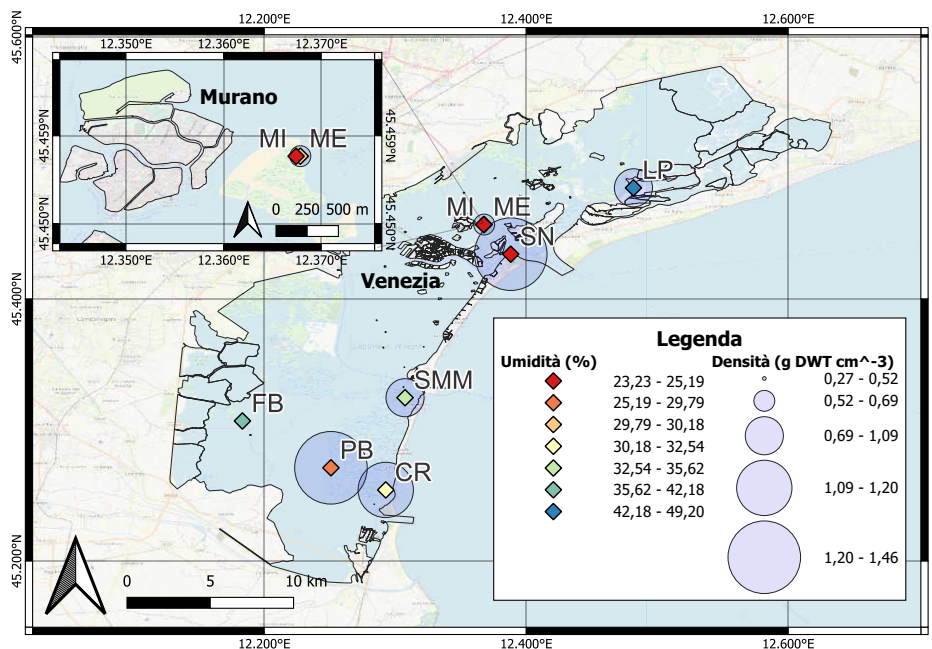 12.200°E 12.400°E 12.600°E
45.600°N
12.350°E 12.360°E 12.370°E
Murano
MI ME
45.459°N 45.459°N
0 250 500 m
45.450°N 45.450°N
12.350°E 12.360°E 12.370°E
LP
MI ME
SN
Venezia
45.400°N
SMM
FB
PB
CR
45.200°N
0 5 10 km
Legenda
Umidità (%) Densità (g DWT cm^-3)
23,23 - 25,19 0,27 - 0,52
25,19 - 29,79 0,52 - 0,69
29,79 - 30,18 0,69 - 1,09
30,18 - 32,54
32,54 - 35,62 1,09 - 1,20
35,62 - 42,18
42,18 - 49,20 1,20 - 1,46
12.200°E 12.400°E 12.600°E